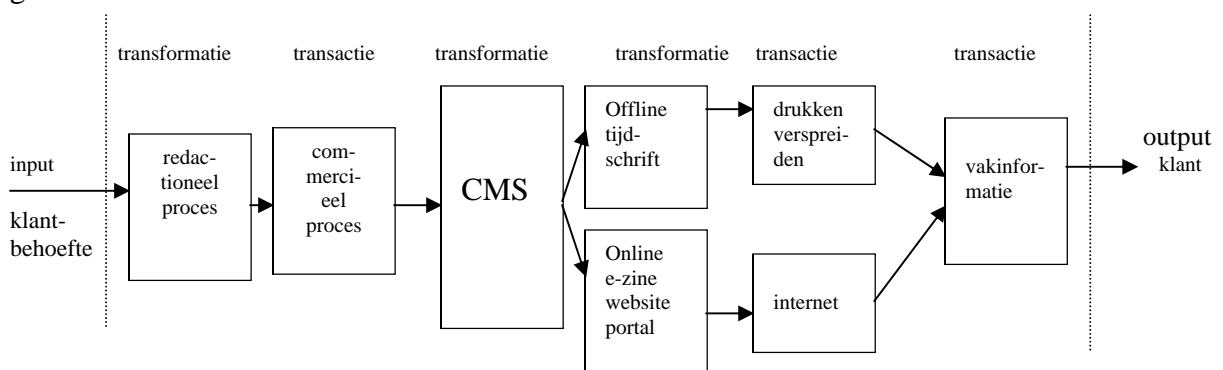 transformatie
transactie
transformatie
transformatie
transactie
transactie
input
klant-
behoefte
redac-
tioneel
proces
com-
merci-
eel
proces
CMS
Offline
tijd-
schrift
drukken
versprei-
den
Online
e-zine
website
portal
internet
vakinfor-
matie
output
klant